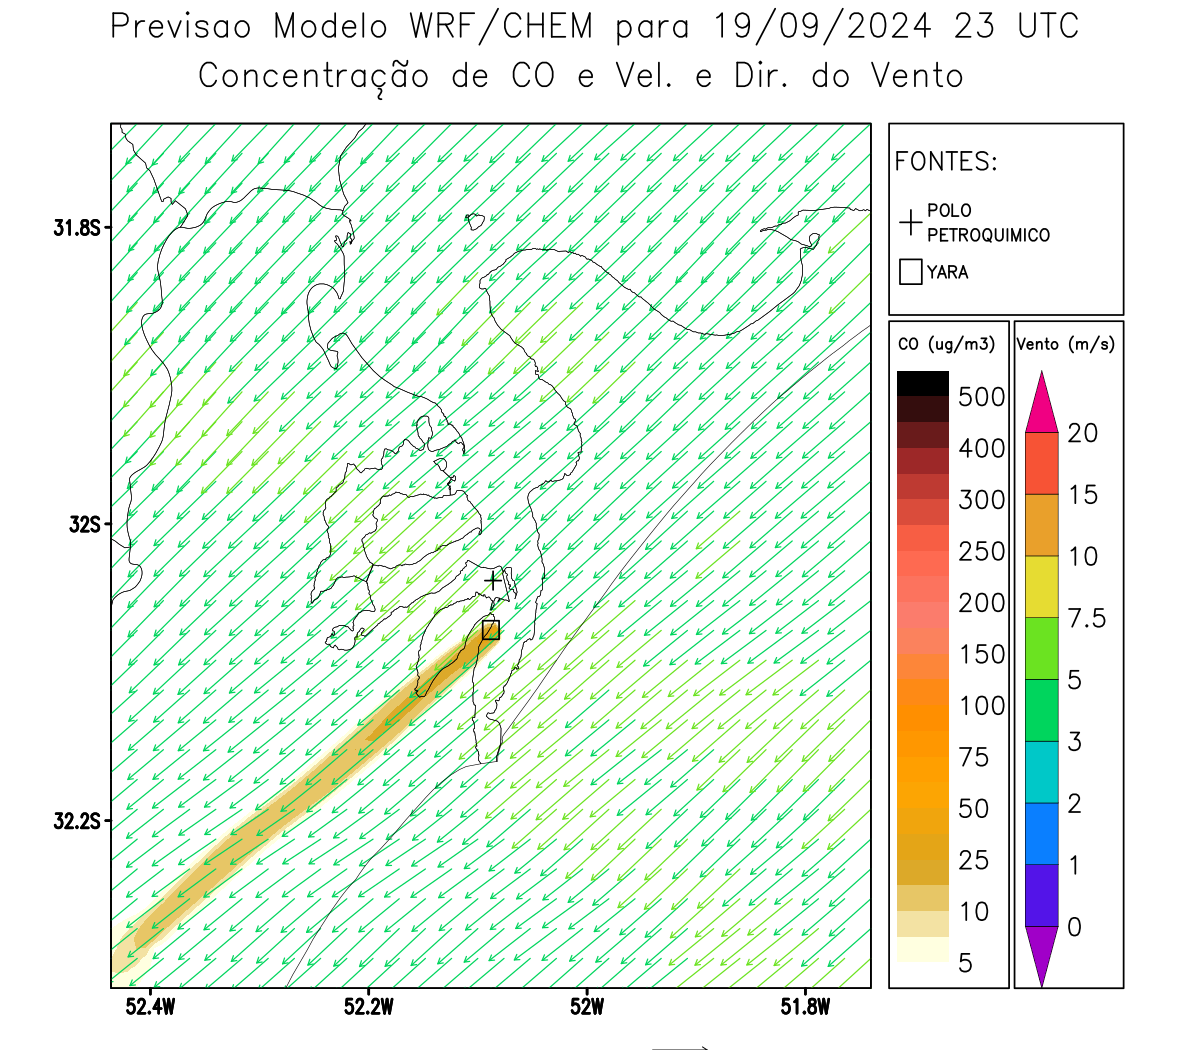 Previsao Modelo WRF/CHEM para 19/09/2024 23 UTC
Concentração de CO e Vel. e Dir. do Vento
FONTES:
POLO
PETROQUIMICO
YARA
CO (ug/m3)
500
400
300
250
200
150
100
75
50
25
10
5
Vento (m/s)
20
15
10
7.5
5
3
2
1
0
31.8S
32S
32.2S
52.4W
52.2W
52W
51.8W